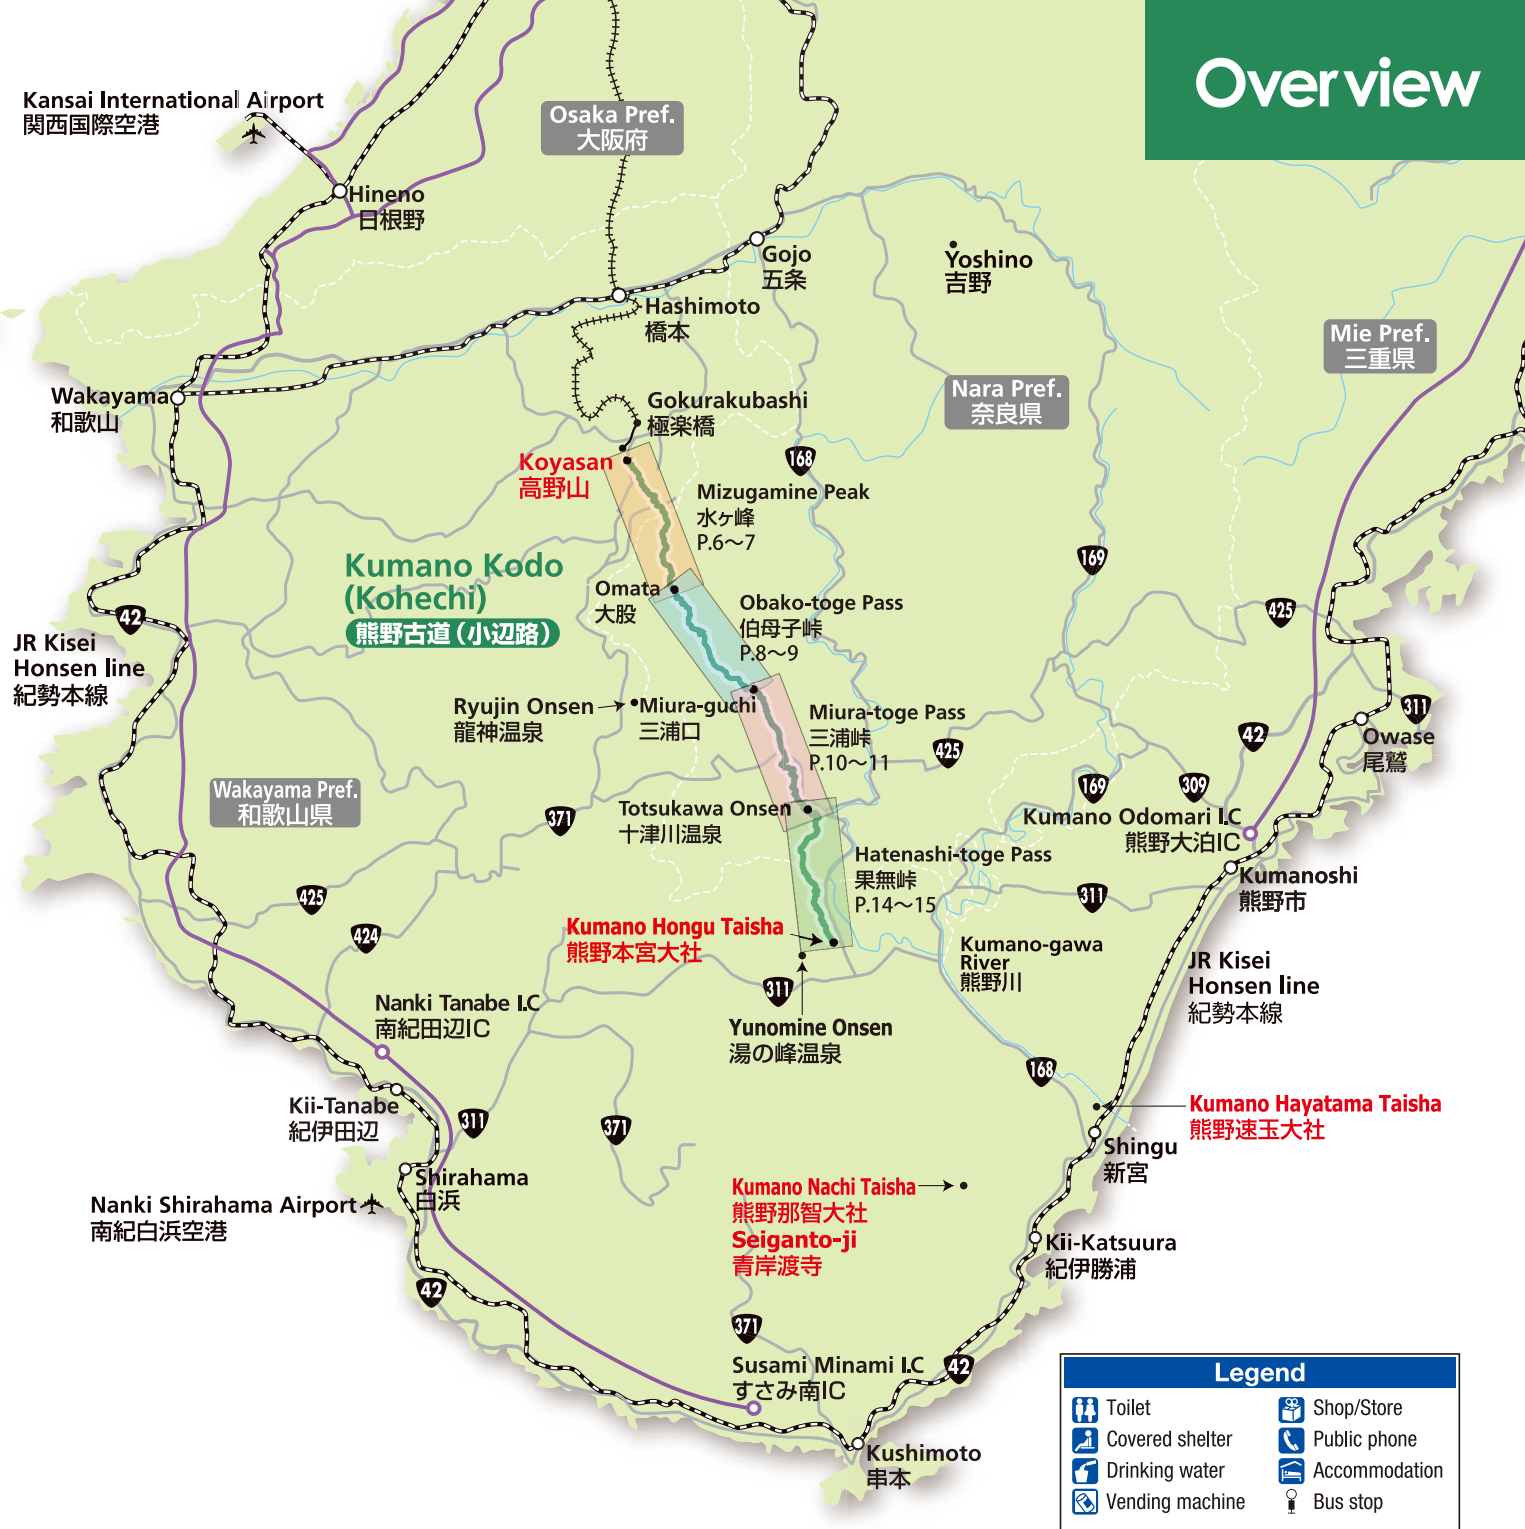 Overview
Kansai International Airport
関西国際空港
Osaka Pref.
大阪府
Hineno
日根野
Gojo
五条
Yoshino
吉野
Hashimoto
橋本
Mie Pref.
三重県
Nara Pref.
奈良県
Wakayama
和歌山
Gokurakubashi
極楽橋
168
Koyasan
高野山
Mizugamine Peak
水ヶ峰
P.6〜7
Kumano Kodo
(Kohechi)
熊野古道(小辺路)
169
Omata
大股
Obako-toge Pass
伯母子峠
P.8〜9
425
42
JR Kisei
Honsen line
紀勢本線
Ryujin Onsen
龍神温泉
Miura-guchi
三浦口
Miura-toge Pass
三浦峠
P.10〜11
425
42
311
Owase
尾鷲
Wakayama Pref.
和歌山県
371
Totsukawa Onsen
十津川温泉
169
309
Kumano Odomari I.C
熊野大泊IC
Hatenashi-toge Pass
果無峠
P.14〜15
Kumanoshi
熊野市
425
424
311
Kumano Hongu Taisha
熊野本宮大社
Kumano-gawa
River
熊野川
JR Kisei
Honsen line
紀勢本線
311
Nanki Tanabe I.C
南紀田辺IC
Yunomine Onsen
湯の峰温泉
168
Kii-Tanabe
紀伊田辺
311
371
Kumano Hayatama Taisha
熊野速玉大社
Shingu
新宮
Shirahama
白浜
Nanki Shirahama Airport
南紀白浜空港
Kumano Nachi Taisha
熊野那智大社
Seiganto-ji
青岸渡寺
Kii-Katsuura
紀伊勝浦
42
371
Susami Minami I.C
すさみ南IC
42
Kushimoto
串本
Legend
Toilet
Shop/Store
Covered shelter
Public phone
Drinking water
Accommodation
Vending machine
Bus stop